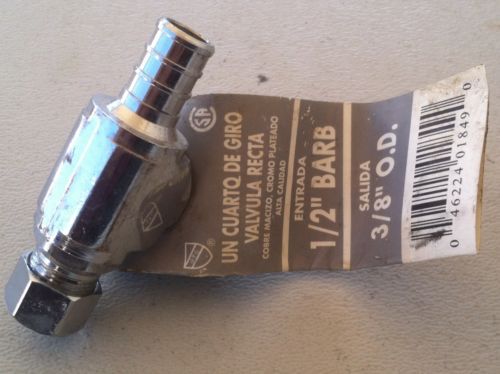 UN CUARTO DE GIRO
VALVULA RECTA
COBRE MACIZO, CROMO PLATEADO
ALTA CALIDAD
ENTRADA
1/2" BARB
SALIDA
3/8" O.D.
0 46224 01849 0